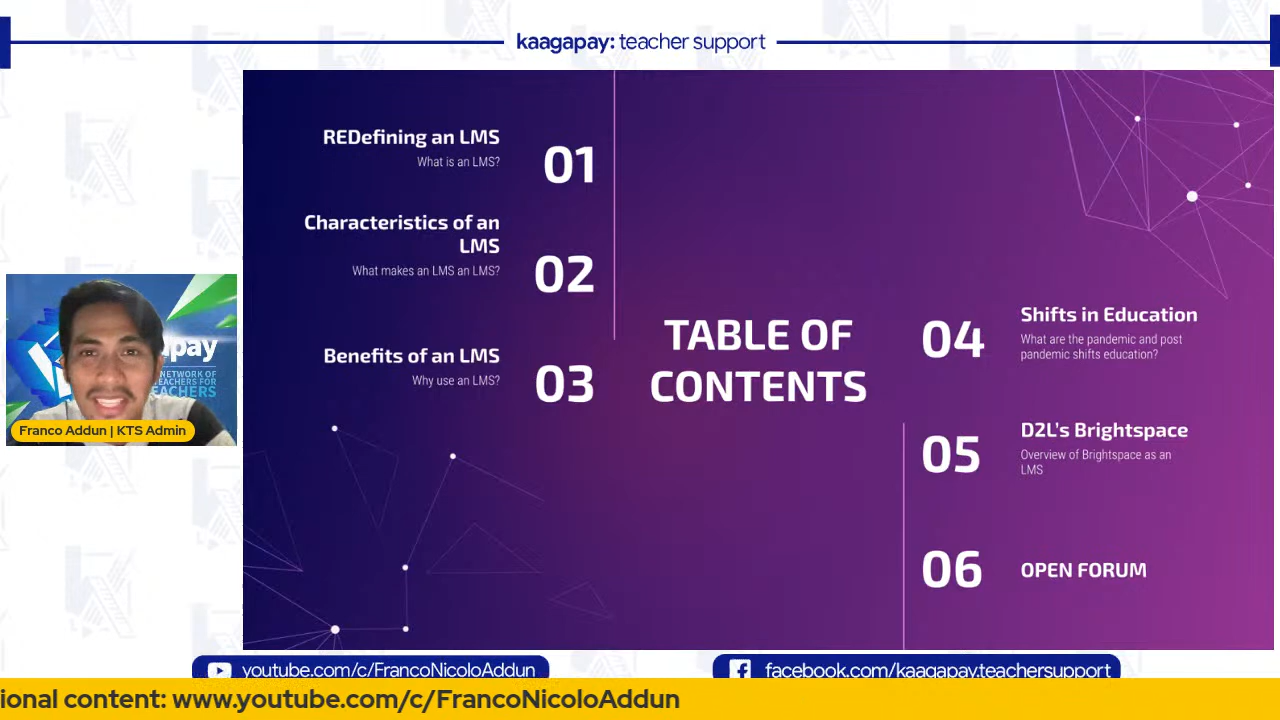 kaagapay: teacher support
REDefining an LMS
What is an LMS?
01
Characteristics of an
LMS
What makes an LMS an LMS?
02
Benefits of an LMS
Why use an LMS?
03
TABLE OF
CONTENTS
04
Shifts in Education
What are the pandemic and post
pandemic shifts education?
05
D2L's Brightspace
Overview of Brightspace as an
LMS
06
OPEN FORUM
pay
NETWORK OF
TEACHERS FOR
TEACHERS
Franco Addun | KTS Admin
youtube.com/c/FrancoNicoloAddun
facebook.com/kaagapay.teachersupport
ional content: www.youtube.com/c/FrancoNicoloAddun